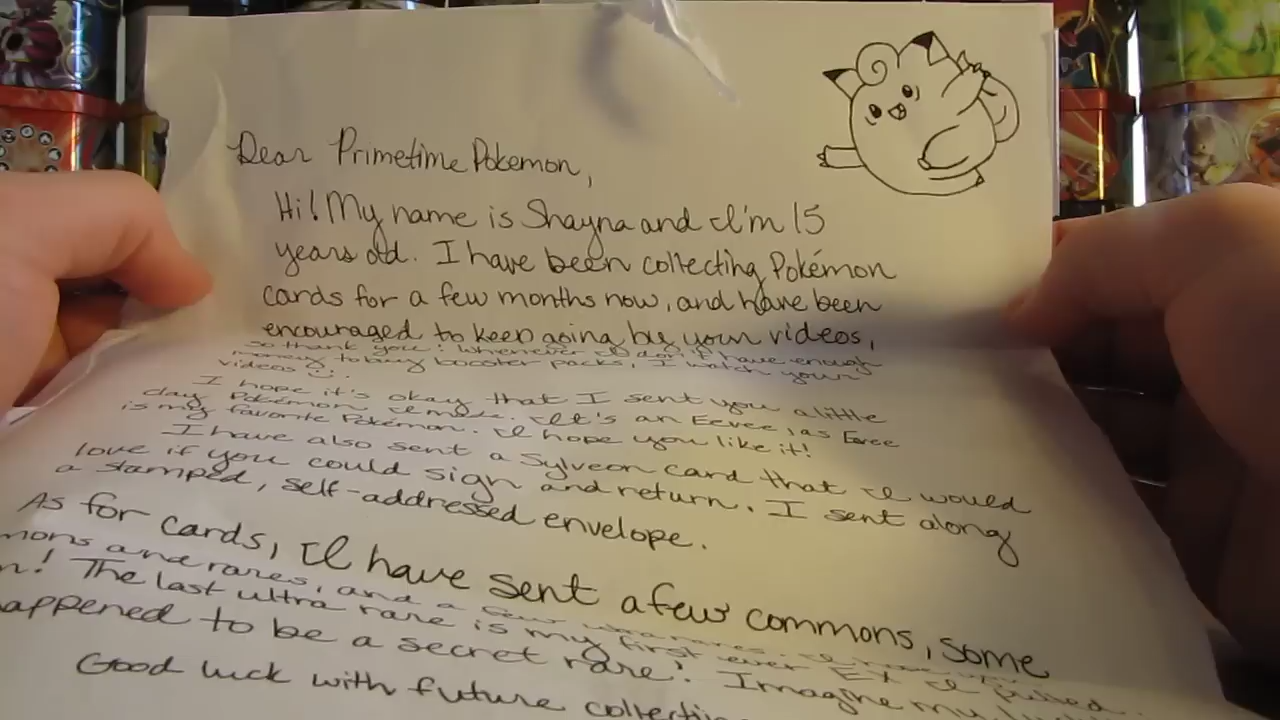 Dear Primetime Pokemon,
Hi! My name is Shayna and I'm 15
years old. I have been collecting Pokémon
cards for a few months now, and have been
encouraged to keep going by your videos,
so thank you! Whenever I don't have enough
money to buy booster packs, I watch your
videos
I hope it's okay that I sent you a little
clay Pokémon I made. It's an Eevee, as Eevee
is my favorite Pokémon. I hope you like it!
I have also sent a Sylveon card that I would
love if you could sign and return. I sent along
a stamped, self-addressed envelope.
As for cards, I have sent a few commons, some
and rares, and a few ultra rares.
The last ultra rare is my first ever EX I pulled
happened to be a secret rare! Imagine my
Good luck with future